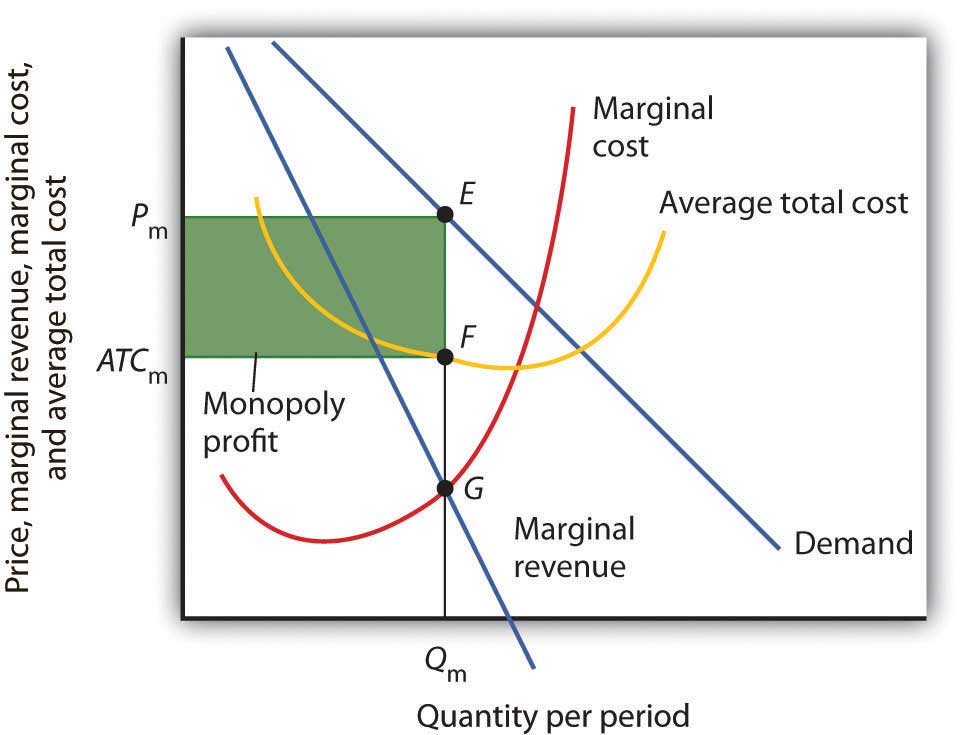 Price, marginal revenue, marginal cost,
and average total cost
Marginal
cost
E
Average total cost
Pm
F
ATCm
Monopoly
profit
G
Marginal
revenue
Demand
Qm
Quantity per period